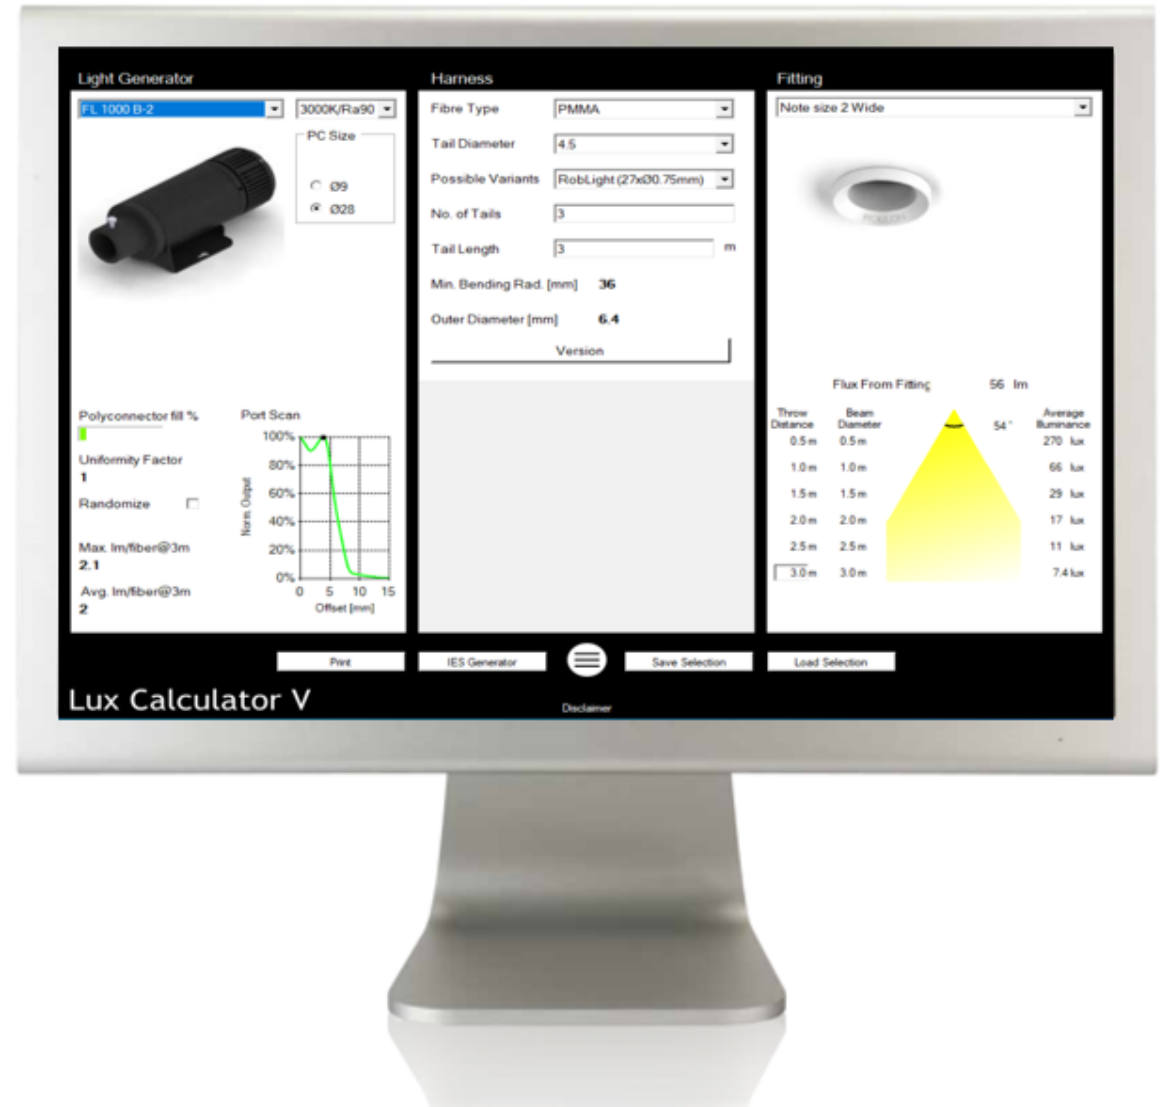 Light Generator
FL 1000 B-2
3000K/Ra90
PC Size
Ø9
Ø28
Polyconnector fill %
Uniformity Factor
1
Randomize
Max. lm/fiber@3m
2.1
Avg. lm/fiber@3m
2
Port Scan
100%
80%
60%
40%
20%
0%
Norm. Output
0 5 10 15
Offset [mm]
Harness
Fibre Type PMMA
Tail Diameter 4.5
Possible Variants RobLight (27xØ0.75mm)
No. of Tails 3
Tail Length 3 m
Min. Bending Rad. [mm] 36
Outer Diameter [mm] 6.4
Version
Fitting
Note size 2 Wide
Flux From Fitting 56 lm
Throw Distance Beam Diameter 54° Average Illuminance
0.5 m 0.5 m 270 lux
1.0 m 1.0 m 66 lux
1.5 m 1.5 m 29 lux
2.0 m 2.0 m 17 lux
2.5 m 2.5 m 11 lux
3.0 m 3.0 m 7.4 lux
Print
IES Generator
Save Selection
Load Selection
Lux Calculator V
Disclaimer